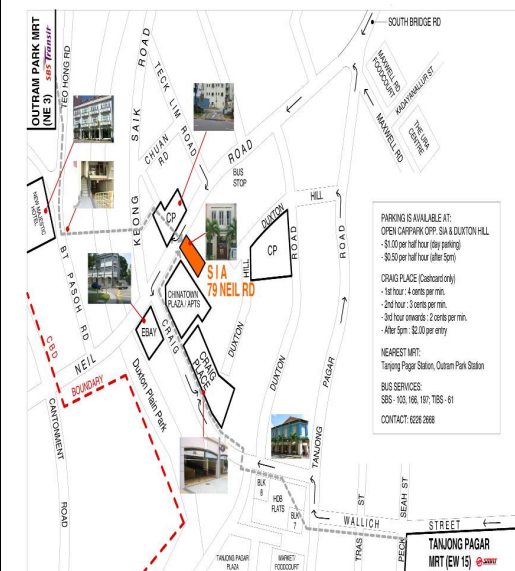 OUTRAM PARK MRT
(NE 3)
SBS Transit
TEO HONG RD
KEONG SAIK ROAD
TECK LIM ROAD
CHUAN RD
SOUTH BRIDGE RD
MAXWELL RD
FOODCOURT
KADAYANALLUR ST
THE URA
CENTRE
MAXWELL RD
NEIL ROAD
BUS
STOP
NEW MAJESTIC
HOTEL
CP
HILL
DUXTON
CP
ROAD
ROAD
SIA
79 NEIL RD
HILL
DUXTON
BT PASOH RD
CHINATOWN
PLAZA / APTS
EBAY
CRAIG
CRAIG
PLACE
DUXTON
CBD
BOUNDARY
Duxton Plain Park
CANTONMENT
ROAD
PAGAR
TANJONG
BLK
8
HDB
FLATS
BLK
7
WALLICH
STREET
TRAS ST
PECK SEAH ST
TANJONG PAGAR
PLAZA
MARKET/
FOODCOURT
TANJONG PAGAR
MRT (EW 15)
SMRT
PARKING IS AVAILABLE AT:
OPEN CARPARK OPP. SIA & DUXTON HILL
- $1.00 per half hour (day parking)
- $0.50 per half hour (after 5pm)
CRAIG PLACE (Cashcard only)
- 1st hour : 4 cents per min.
- 2nd hour : 3 cents per min.
- 3rd hour onwards : 2 cents per min.
- After 5pm : $2.00 per entry
NEAREST MRT:
Tanjong Pagar Station, Outram Park Station
BUS SERVICES:
SBS - 103, 166, 197; TIBS - 61
CONTACT: 6226 2668